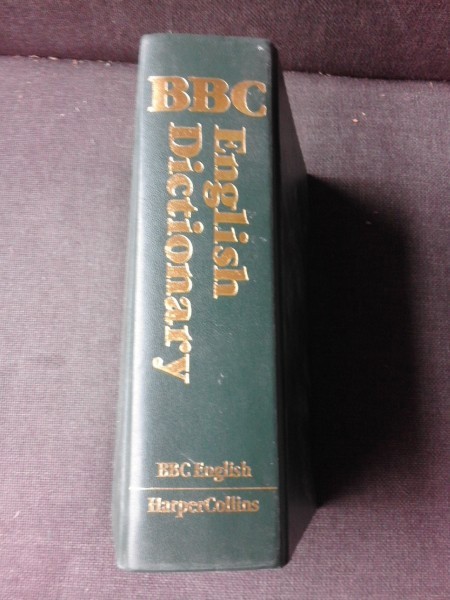 BBC
English
Dictionary
BBC English
HarperCollins